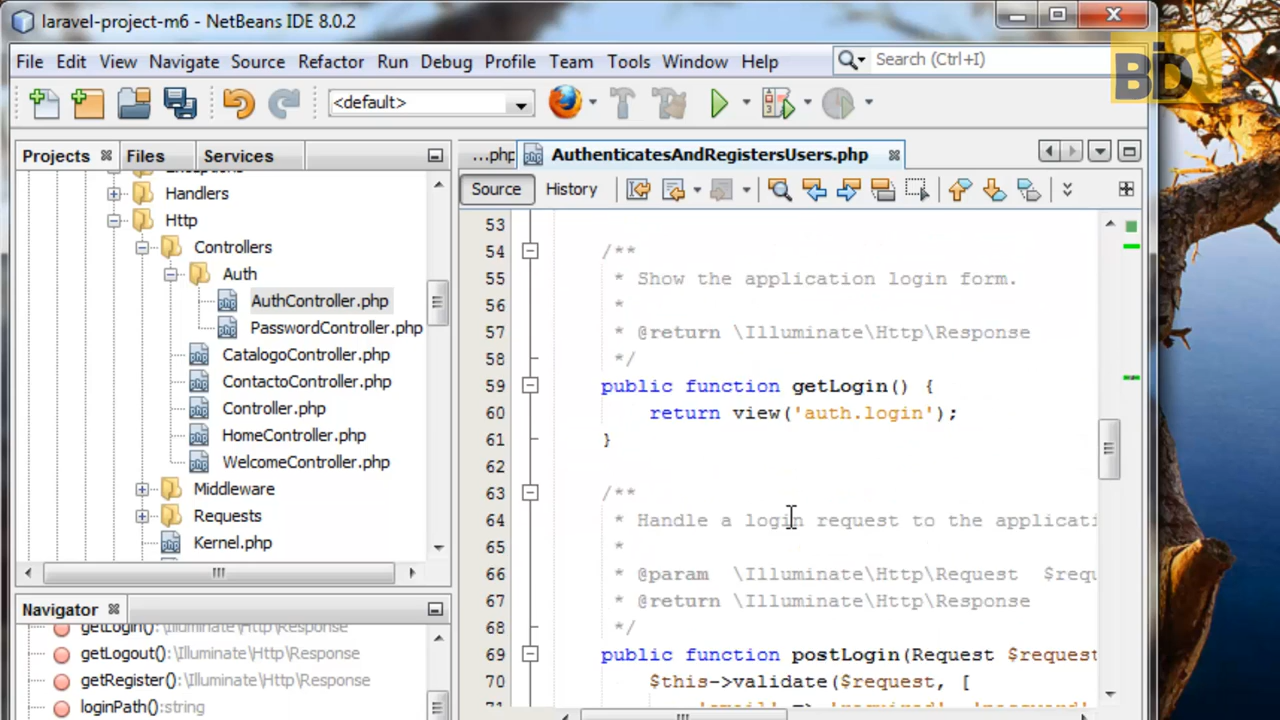 laravel-project-m6 - NetBeans IDE 8.0.2
File Edit View Navigate Source Refactor Run Debug Profile Team Tools Window Help
Search (Ctrl+I)
BD
<default>
Projects Files Services
...php AuthenticatesAndRegistersUsers.php
Source History
Handlers
Http
Controllers
Auth
AuthController.php
PasswordController.php
CatalogoController.php
ContactoController.php
Controller.php
HomeController.php
WelcomeController.php
Middleware
Requests
Kernel.php
Navigator
getLogin():\Illuminate\Http\Response
getLogout():\Illuminate\Http\Response
getRegister():\Illuminate\Http\Response
loginPath():string
53
54 /**
55 * Show the application login form.
56 *
57 * @return \Illuminate\Http\Response
58 */
59 public function getLogin() {
60 return view('auth.login');
61 }
62
63 /**
64 * Handle a login request to the applicati
65 *
66 * @param \Illuminate\Http\Request $requ
67 * @return \Illuminate\Http\Response
68 */
69 public function postLogin(Request $request
70 $this->validate($request, [